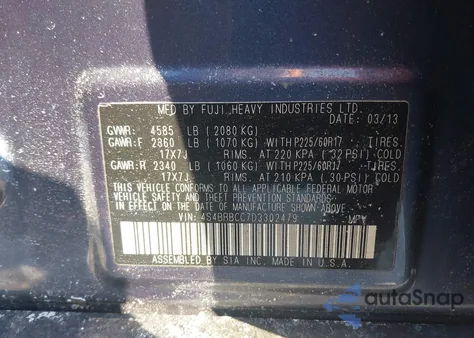 MFD BY FUJI HEAVY INDUSTRIES LTD.
DATE: 03/13
GVWR: 4585 LB (2080 KG)
GAWR:F 2860 LB (1070 KG) WITH P225/60R17 TIRES.
17X7J RIMS. AT 220 KPA (32 PSI) COLD
GAWR:R 2340 LB (1060 KG) WITH P225/60R17 TIRES.
17X7J RIMS. AT 210 KPA (30 PSI) COLD
THIS VEHICLE CONFORMS TO ALL APPLICABLE FEDERAL MOTOR
VEHICLE SAFETY AND THEFT PREVENTION STANDARDS
IN EFFECT ON THE DATE OF MANUFACTURE SHOWN ABOVE.
VIN: 4S4BRBCC7D3302479 MPV
ASSEMBLED BY SIA INC. MADE IN U.S.A.
autoSnap